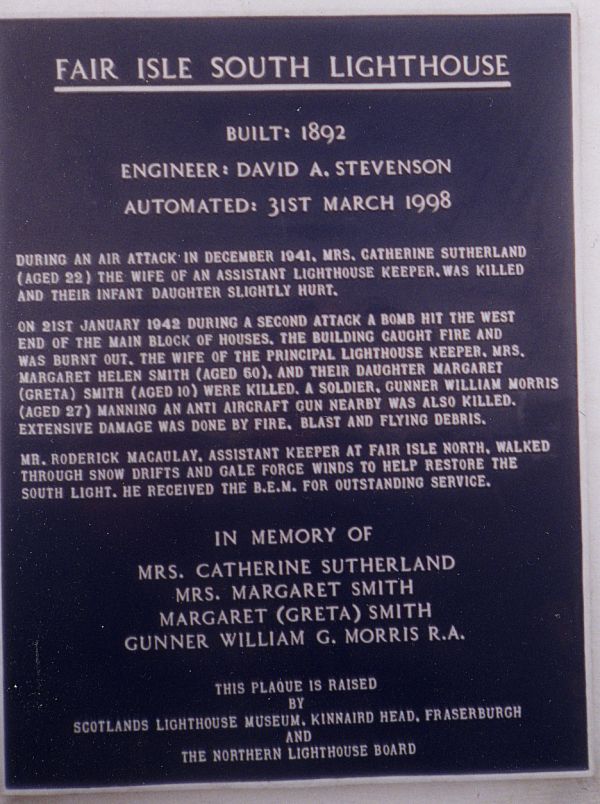 FAIR ISLE SOUTH LIGHTHOUSE
BUILT: 1892
ENGINEER: DAVID A. STEVENSON
AUTOMATED: 31ST MARCH 1998
DURING AN AIR ATTACK IN DECEMBER 1941, MRS. CATHERINE SUTHERLAND
(AGED 22) THE WIFE OF AN ASSISTANT LIGHTHOUSE KEEPER, WAS KILLED
AND THEIR INFANT DAUGHTER SLIGHTLY HURT.
ON 21ST JANUARY 1942 DURING A SECOND ATTACK A BOMB HIT THE WEST
END OF THE MAIN BLOCK OF HOUSES. THE BUILDING CAUGHT FIRE AND
WAS BURNT OUT. THE WIFE OF THE PRINCIPAL LIGHTHOUSE KEEPER, MRS.
MARGARET HELEN SMITH (AGED 50), AND THEIR DAUGHTER MARGARET
(GRETA) SMITH (AGED 10) WERE KILLED. A SOLDIER, GUNNER WILLIAM MORRIS
(AGED 27) MANNING AN ANTI AIRCRAFT GUN NEARBY WAS ALSO KILLED.
EXTENSIVE DAMAGE WAS DONE BY FIRE, BLAST AND FLYING DEBRIS.
MR. RODERICK MACAULAY, ASSISTANT KEEPER AT FAIR ISLE NORTH, WALKED
THROUGH SNOW DRIFTS AND GALE FORCE WINDS TO HELP RESTORE THE
SOUTH LIGHT. HE RECEIVED THE B.E.M. FOR OUTSTANDING SERVICE.
IN MEMORY OF
MRS. CATHERINE SUTHERLAND
MRS. MARGARET SMITH
MARGARET (GRETA) SMITH
GUNNER WILLIAM G. MORRIS R.A.
THIS PLAQUE IS RAISED
BY
SCOTLANDS LIGHTHOUSE MUSEUM, KINNAIRD HEAD, FRASERBURGH
AND
THE NORTHERN LIGHTHOUSE BOARD